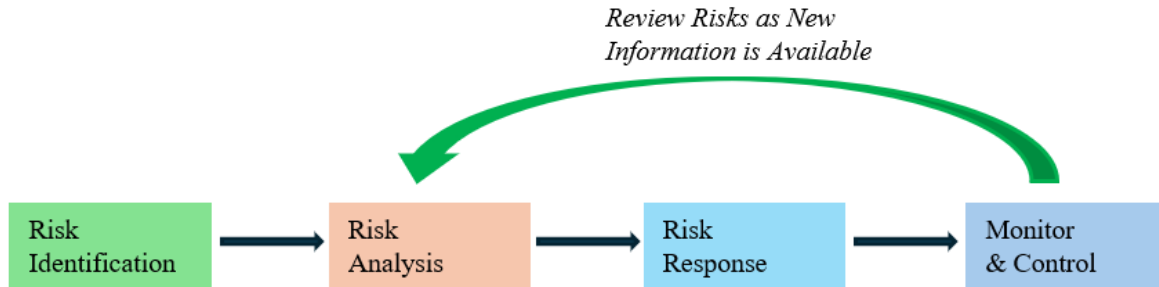 Review Risks as New
Information is Available
Risk
Identification
Risk
Analysis
Risk
Response
Monitor
& Control